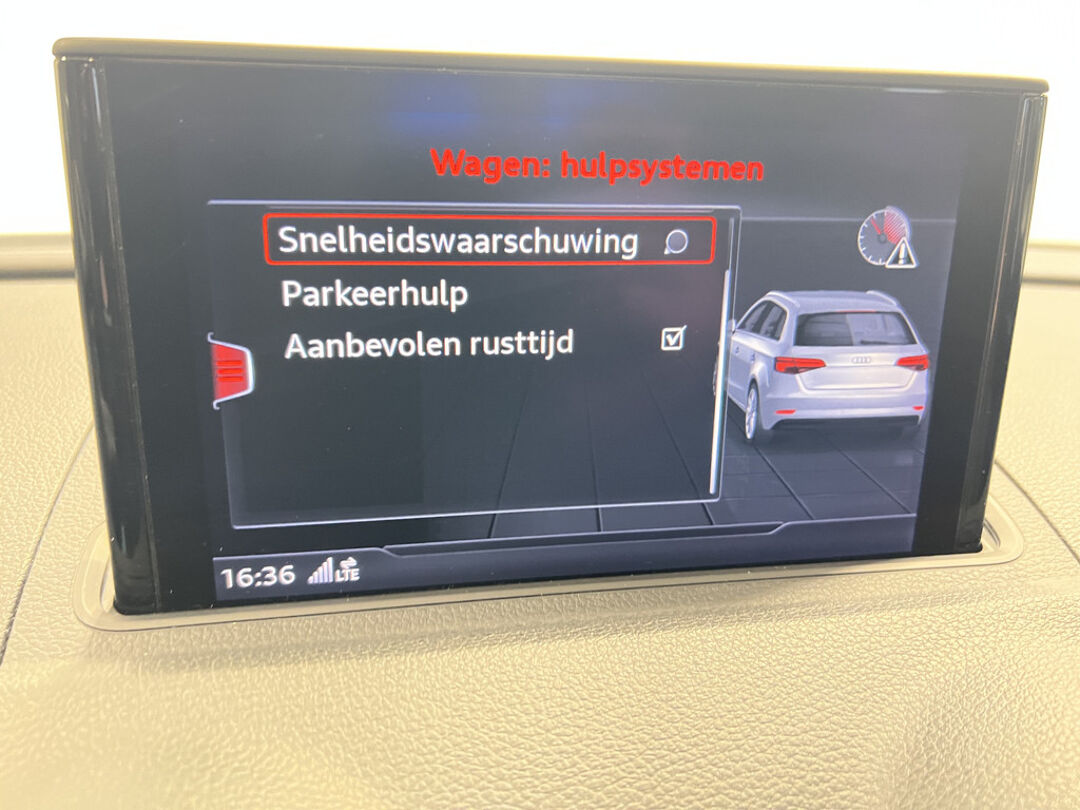 Wagen: hulpsystemen
Snelheidswaarschuwing
Parkeerhulp
Aanbevolen rusttijd
16:36 LTE